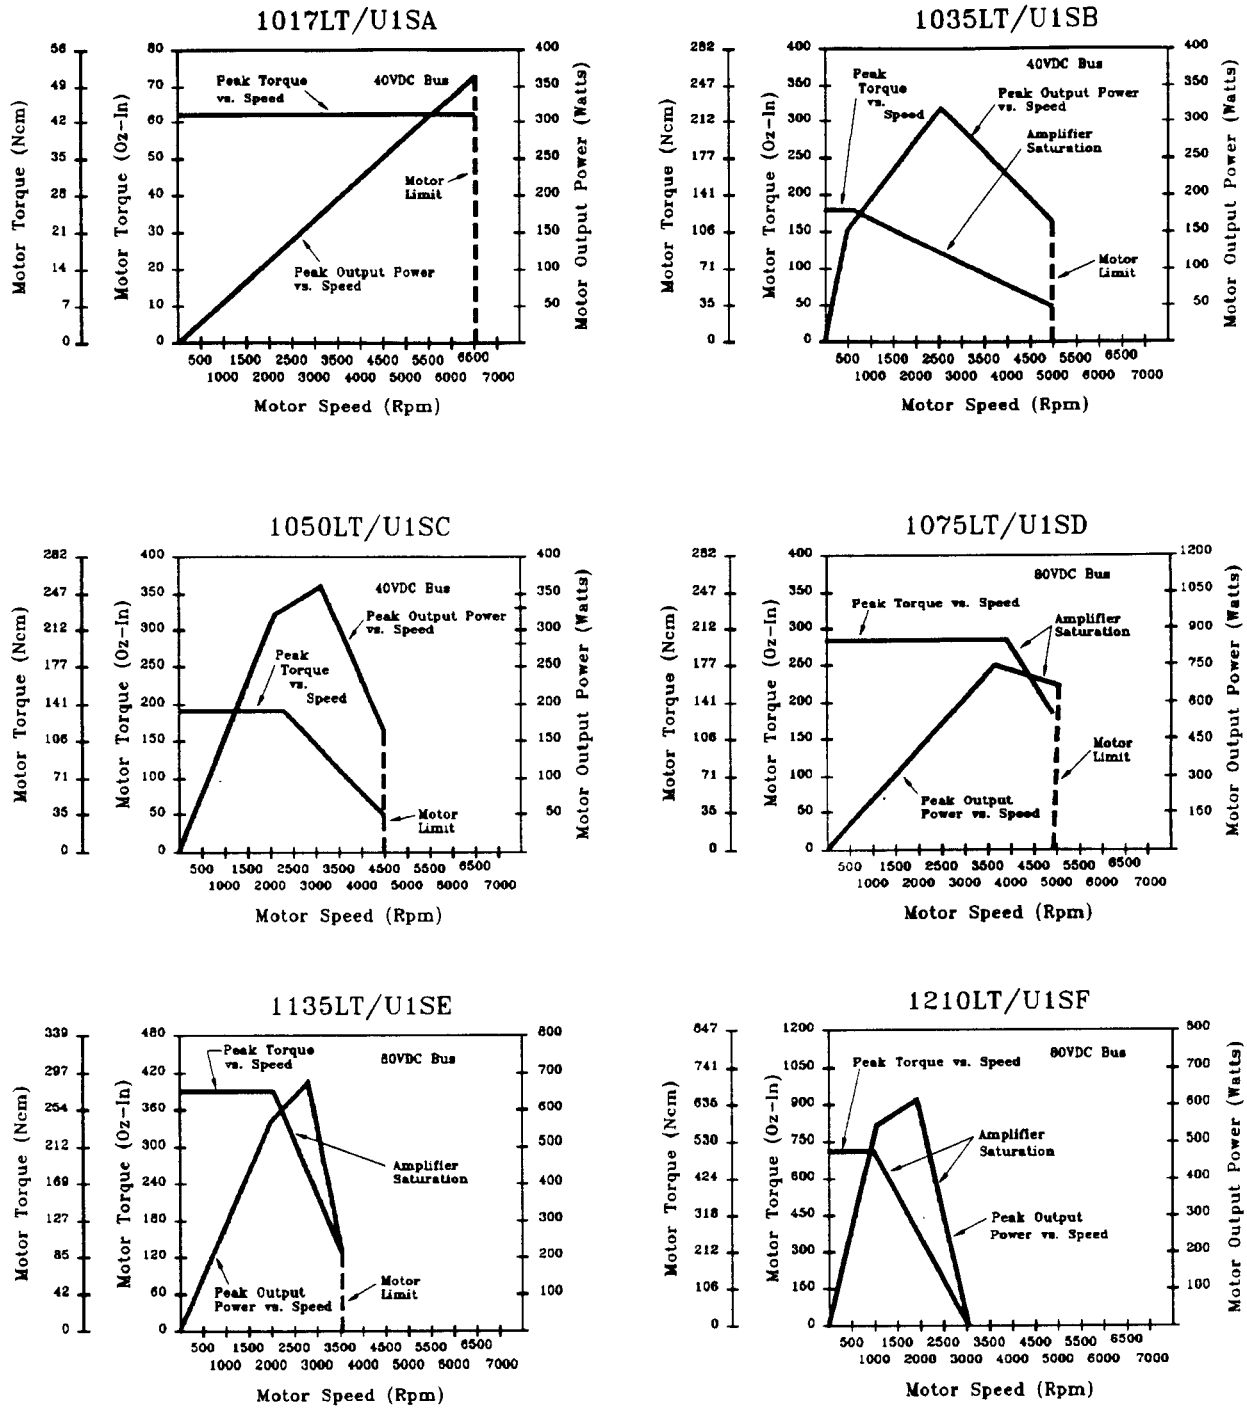 1017LT/U1SA
Motor Torque (Ncm)
56
49
42
35
28
21
14
7
0
Motor Torque (Oz-In)
80
70
60
50
40
30
20
10
0
Peak Torque
vs. Speed
40VDC Bus
Motor
Limit
Peak Output Power
vs. Speed
400
350
300
250
200
150
100
50
Motor Output Power (Watts)
500 1500 2500 3500 4500 5500 6500
1000 2000 3000 4000 5000 6000 7000
Motor Speed (Rpm)
1035LT/U1SB
Motor Torque (Ncm)
282
247
212
177
141
106
71
35
0
Motor Torque (Oz-In)
400
350
300
250
200
150
100
50
0
Peak
Torque
vs.
Speed
40VDC Bus
Peak Output Power
vs. Speed
Amplifier
Saturation
Motor
Limit
400
350
300
250
200
150
100
50
Motor Output Power (Watts)
500 1500 2500 3500 4500 5500 6500
1000 2000 3000 4000 5000 6000 7000
Motor Speed (Rpm)
1050LT/U1SC
Motor Torque (Ncm)
282
247
212
177
141
106
71
35
0
Motor Torque (Oz-In)
400
350
300
250
200
150
100
50
0
40VDC Bus
Peak Output Power
vs. Speed
Peak
Torque
vs.
Speed
Motor
Limit
400
350
300
250
200
150
100
50
Motor Output Power (Watts)
500 1500 2500 3500 4500 5500 6500
1000 2000 3000 4000 5000 6000 7000
Motor Speed (Rpm)
1075LT/U1SD
Motor Torque (Ncm)
282
247
212
177
141
106
71
35
0
Motor Torque (Oz-In)
400
350
300
250
200
150
100
50
0
80VDC Bus
Peak Torque vs. Speed
Amplifier
Saturation
Motor
Limit
Peak Output
Power vs. Speed
1200
1050
900
750
600
450
300
150
Motor Output Power (Watts)
500 1500 2500 3500 4500 5500 6500
1000 2000 3000 4000 5000 6000 7000
Motor Speed (Rpm)
1135LT/U1SE
Motor Torque (Ncm)
339
297
254
212
169
127
85
42
0
Motor Torque (Oz-In)
480
420
360
300
240
180
120
60
0
Peak Torque
vs. Speed
80VDC Bus
Amplifier
Saturation
Peak Output
Power vs. Speed
Motor
Limit
800
700
600
500
400
300
200
100
Motor Output Power (Watts)
500 1500 2500 3500 4500 5500 6500
1000 2000 3000 4000 5000 6000 7000
Motor Speed (Rpm)
1210LT/U1SF
Motor Torque (Ncm)
847
741
636
530
424
318
212
106
0
Motor Torque (Oz-In)
1200
1050
900
750
600
450
300
150
0
80VDC Bus
Peak Torque vs. Speed
Amplifier
Saturation
Peak Output
Power vs. Speed
800
700
600
500
400
300
200
100
Motor Output Power (Watts)
500 1500 2500 3500 4500 5500 6500
1000 2000 3000 4000 5000 6000 7000
Motor Speed (Rpm)